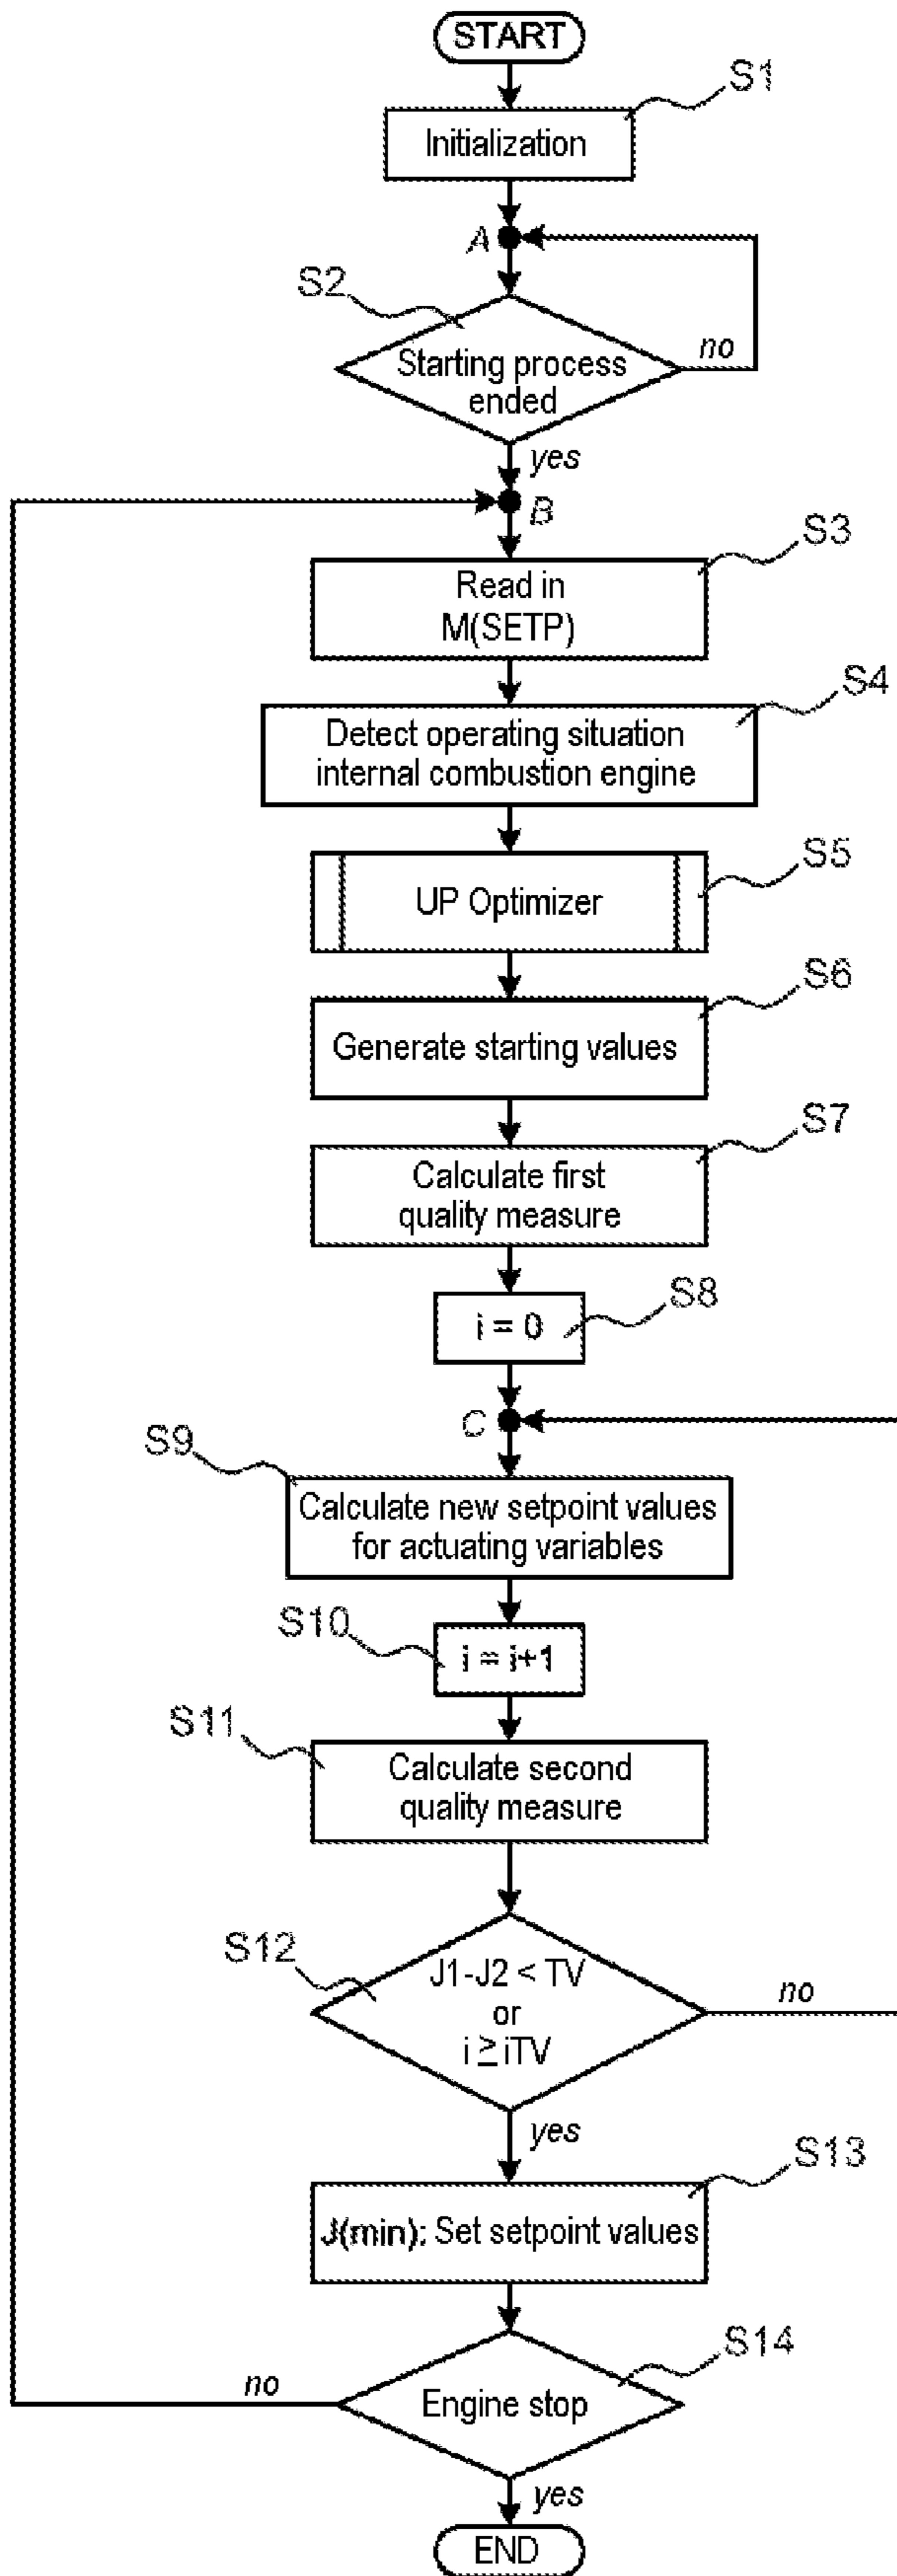 START
S1
Initialization
A
S2
no
Starting process
ended
yes
B
S3
Read in
M(SETP)
S4
Detect operating situation
internal combustion engine
S5
UP Optimizer
S6
Generate starting values
S7
Calculate first
quality measure
S8
i = 0
C
S9
Calculate new setpoint values
for actuating variables
S10
i = i+1
S11
Calculate second
quality measure
S12
J1-J2 < TV
or
i ≥ iTV
no
yes
S13
J(min): Set setpoint values
S14
no
Engine stop
yes
END